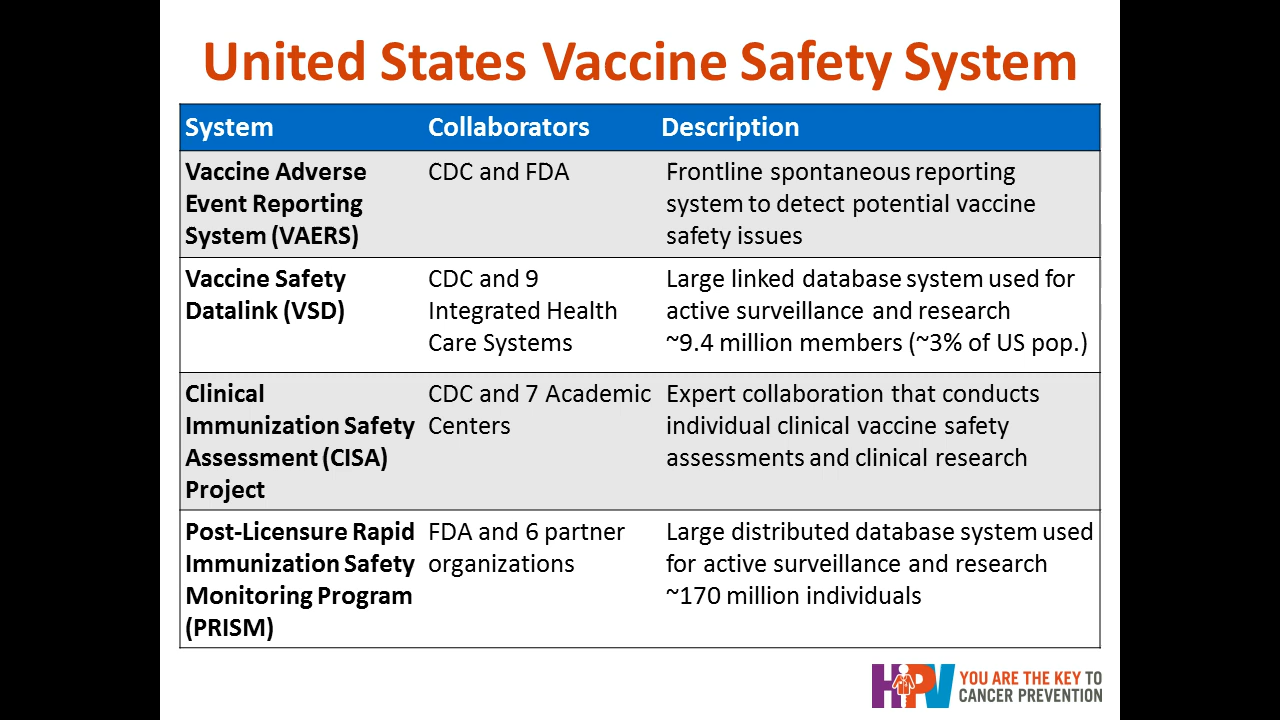 United States Vaccine Safety System
System Collaborators Description
Vaccine Adverse
Event Reporting
System (VAERS)
CDC and FDA
Frontline spontaneous reporting
system to detect potential vaccine
safety issues
Vaccine Safety
Datalink (VSD)
CDC and 9
Integrated Health
Care Systems
Large linked database system used for
active surveillance and research
~9.4 million members (~3% of US pop.)
Clinical
Immunization Safety
Assessment (CISA)
Project
CDC and 7 Academic
Centers
Expert collaboration that conducts
individual clinical vaccine safety
assessments and clinical research
Post-Licensure Rapid
Immunization Safety
Monitoring Program
(PRISM)
FDA and 6 partner
organizations
Large distributed database system used
for active surveillance and research
~170 million individuals
HPV
YOU ARE THE KEY TO
CANCER PREVENTION